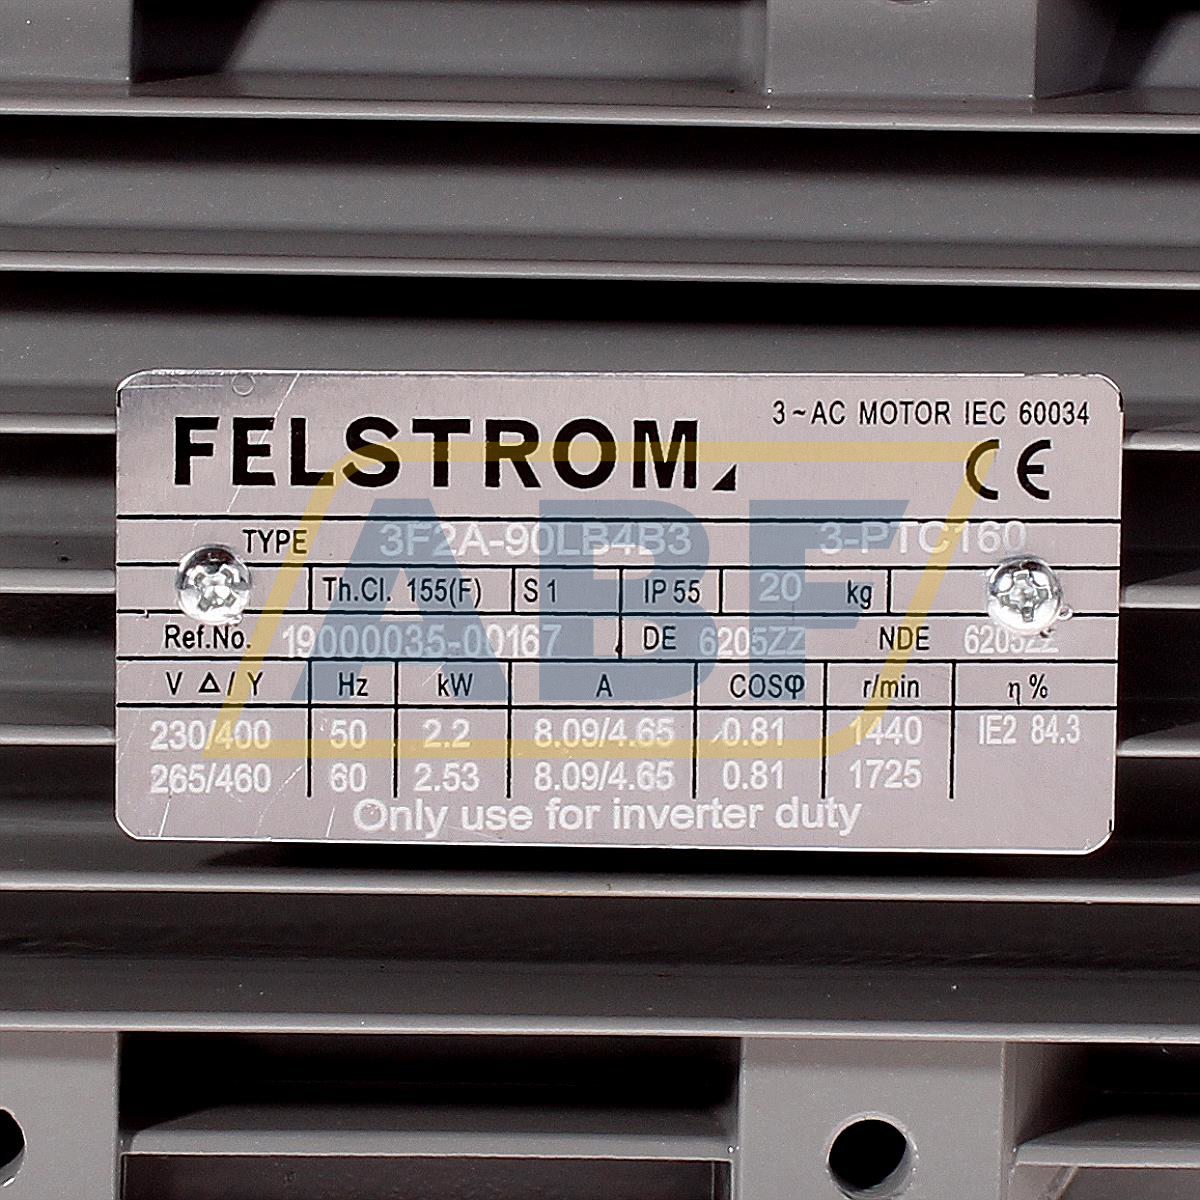 3~AC MOTOR IEC 60034
FELSTROM
CE
TYPE 3F2A-90LB4B3 3-PTC160
Th.Cl. 155(F) S1 IP 55 20 kg
Ref.No. 19000035-00167 DE 6205ZZ NDE 6205ZZ
V Δ/Y Hz kW A COSφ r/min η%
230/400 50 2.2 8.09/4.65 0.81 1440 IE2 84.3
265/460 60 2.53 8.09/4.65 0.81 1725
Only use for inverter duty
ABF